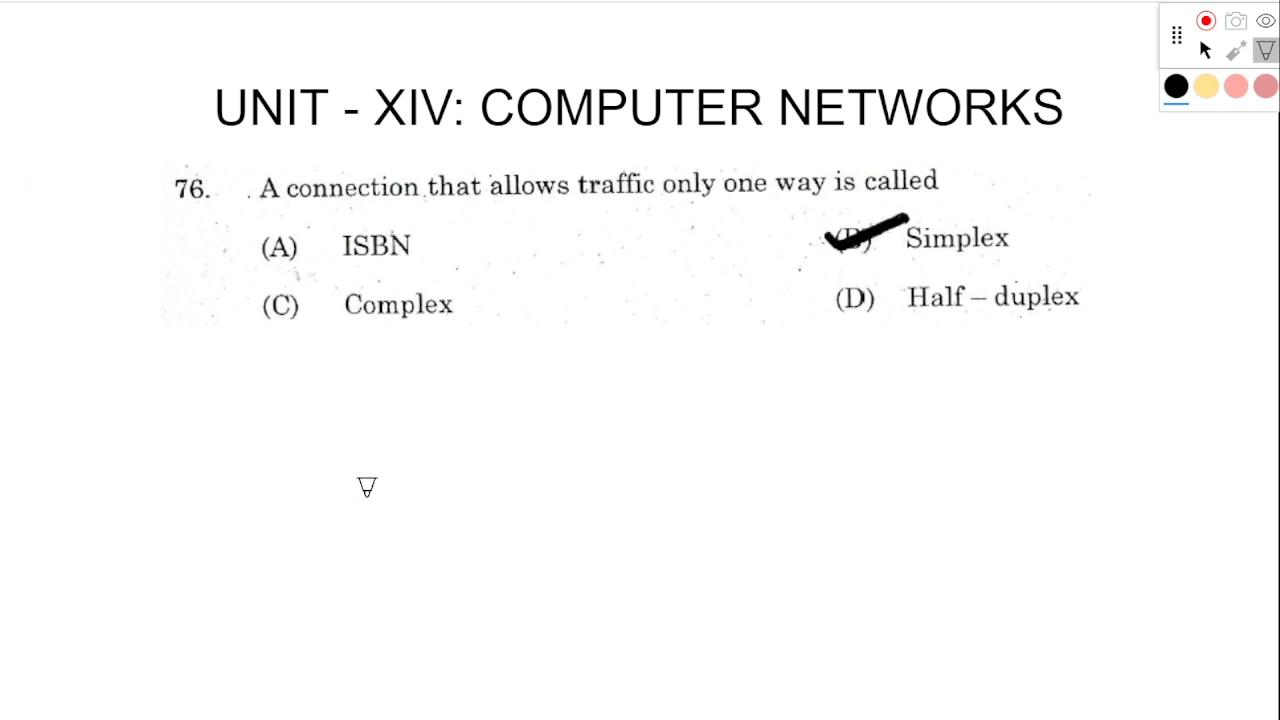 UNIT - XIV: COMPUTER NETWORKS
76. A connection that allows traffic only one way is called
(A) ISBN (B) Simplex
(C) Complex (D) Half – duplex